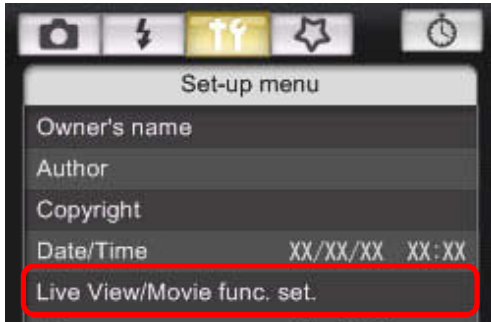 Set-up menu
Owner's name
Author
Copyright
Date/Time XX/XX/XX XX:XX
Live View/Movie func. set.